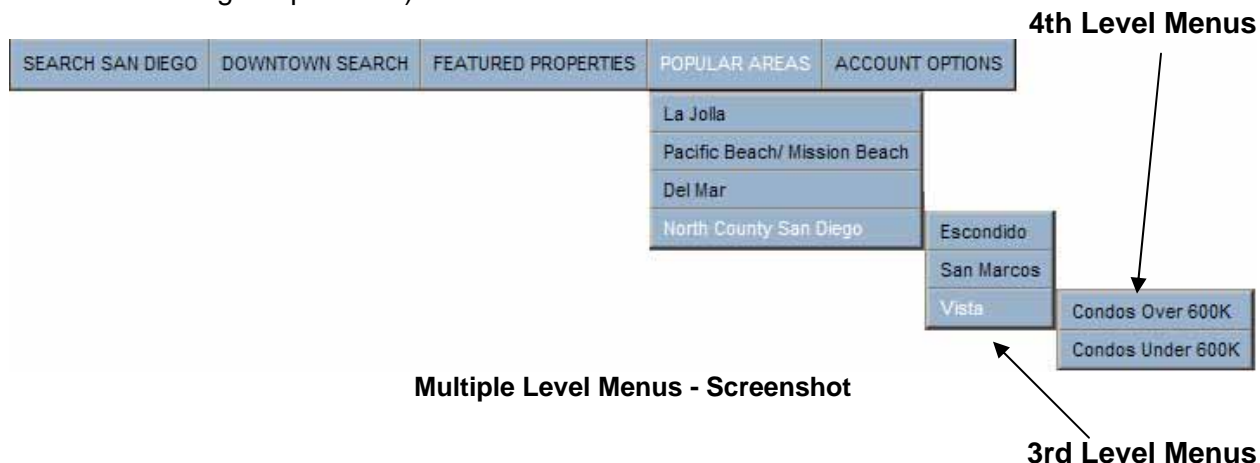 4th Level Menus
SEARCH SAN DIEGO DOWNTOWN SEARCH FEATURED PROPERTIES POPULAR AREAS ACCOUNT OPTIONS
La Jolla
Pacific Beach/ Mission Beach
Del Mar
North County San Diego
Escondido
San Marcos
Vista
Condos Over 600K
Condos Under 600K
Multiple Level Menus - Screenshot
3rd Level Menus